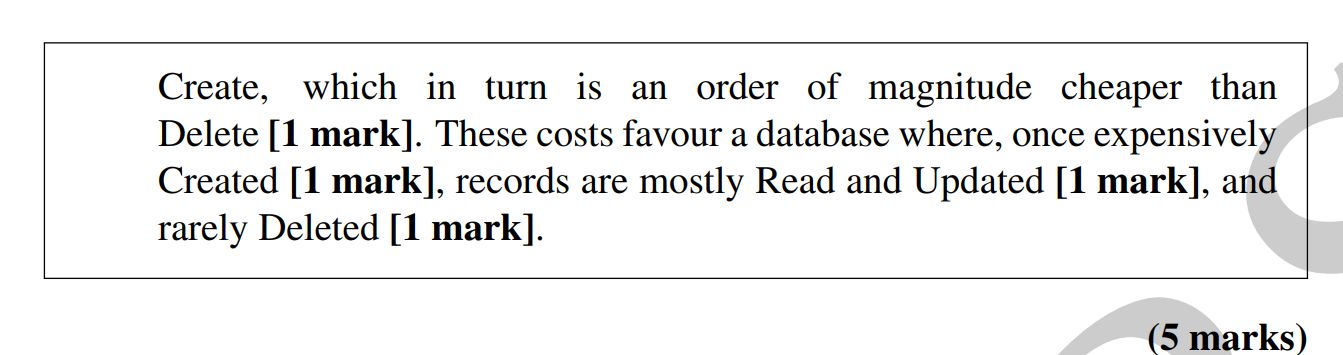 Create, which in turn is an order of magnitude cheaper than
Delete [1 mark]. These costs favour a database where, once expensively
Created [1 mark], records are mostly Read and Updated [1 mark], and
rarely Deleted [1 mark].
(5 marks)